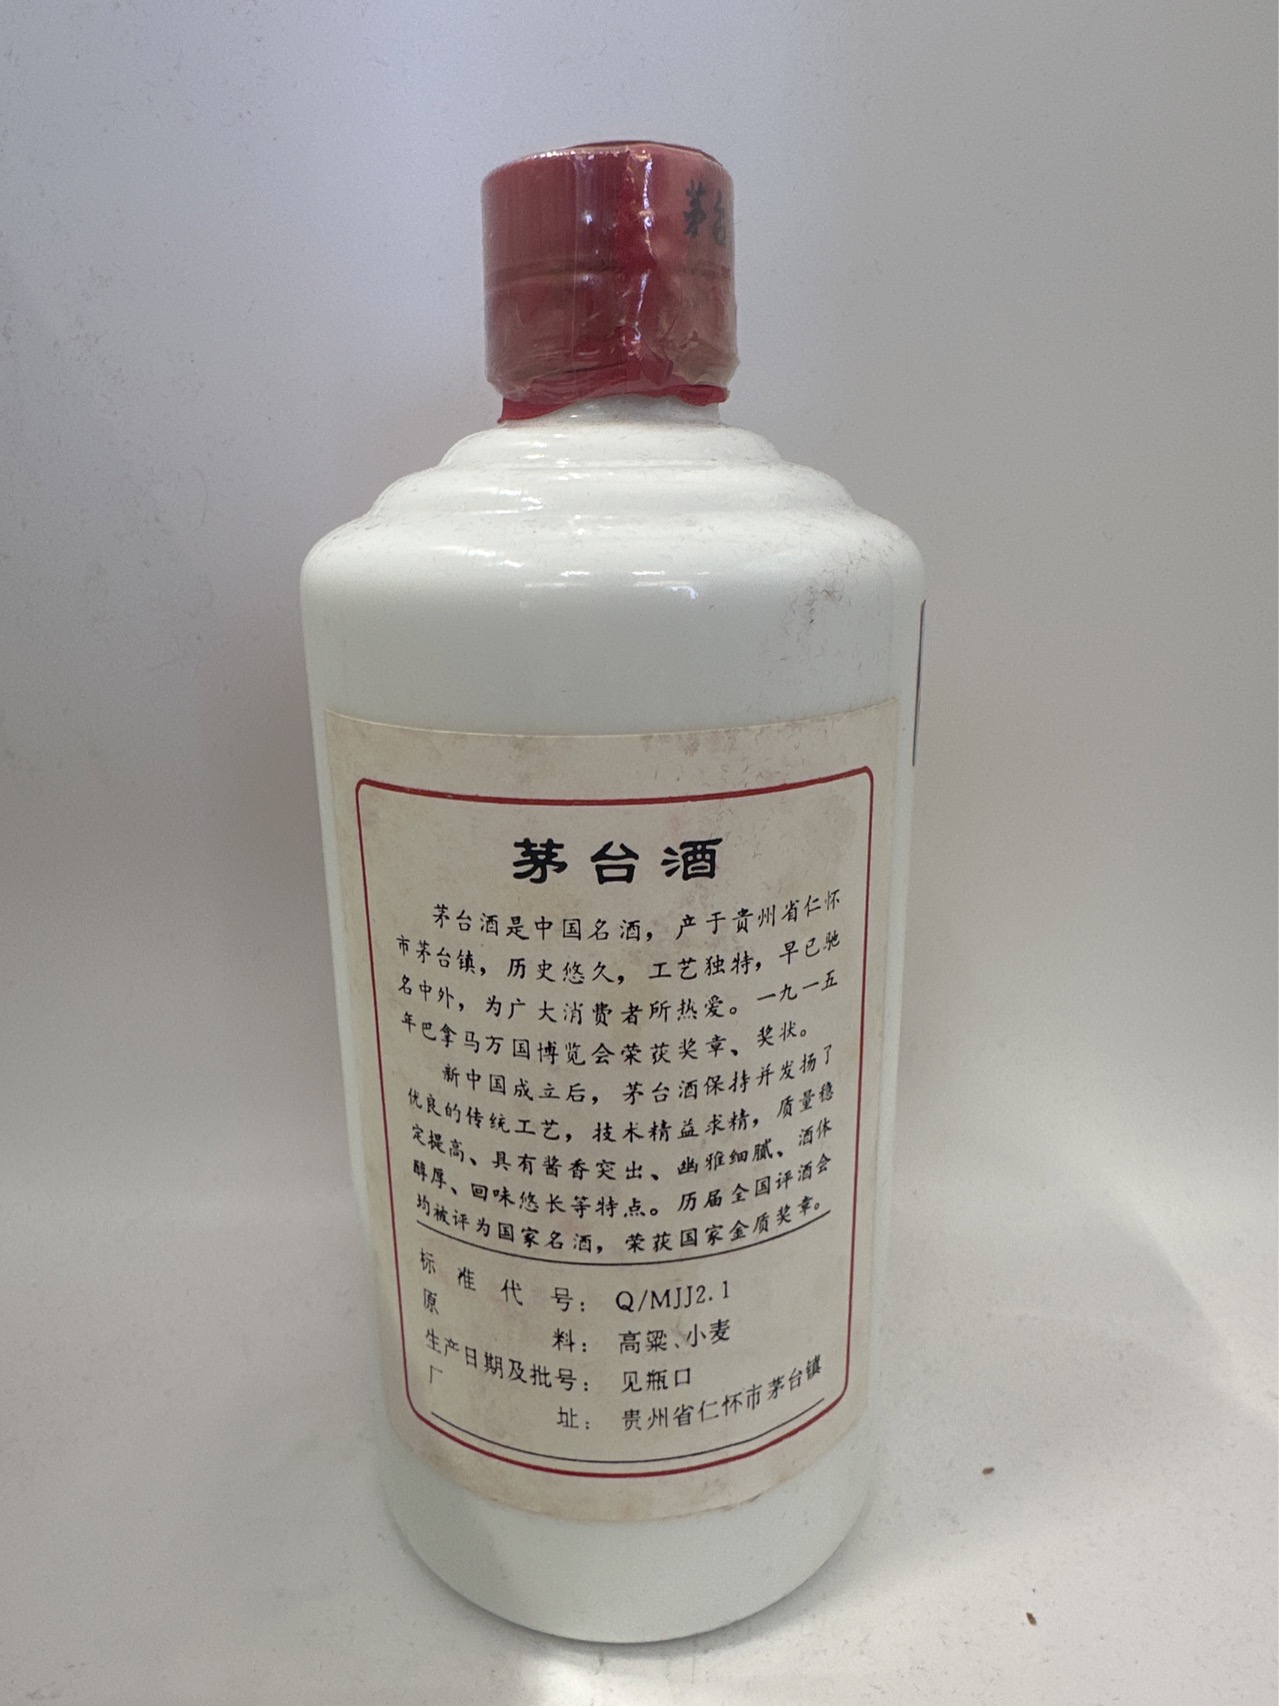 茅台
茅台酒
茅台酒是中国名酒，产于贵州省仁怀
市茅台镇，历史悠久，工艺独特，早已驰
名中外，为广大消费者所热爱。一九一五
年巴拿马万国博览会荣获奖章、奖状。
新中国成立后，茅台酒保持并发扬了
优良的传统工艺，技术精益求精，质量稳
定提高、具有酱香突出、幽雅细腻、酒体
醇厚、回味悠长等特点。历届全国评酒会
均被评为国家名酒，荣获国家金质奖章。
标准代号：Q/MJJ2.1
原料：高粱、小麦
生产日期及批号：见瓶口
厂址：贵州省仁怀市茅台镇